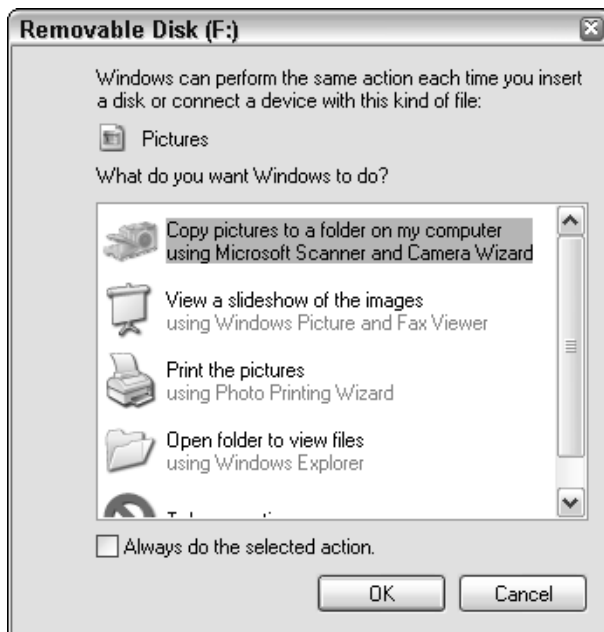 Removable Disk (F:)
Windows can perform the same action each time you insert
a disk or connect a device with this kind of file:
Pictures
What do you want Windows to do?
Copy pictures to a folder on my computer
using Microsoft Scanner and Camera Wizard
View a slideshow of the images
using Windows Picture and Fax Viewer
Print the pictures
using Photo Printing Wizard
Open folder to view files
using Windows Explorer
Always do the selected action.
OK
Cancel